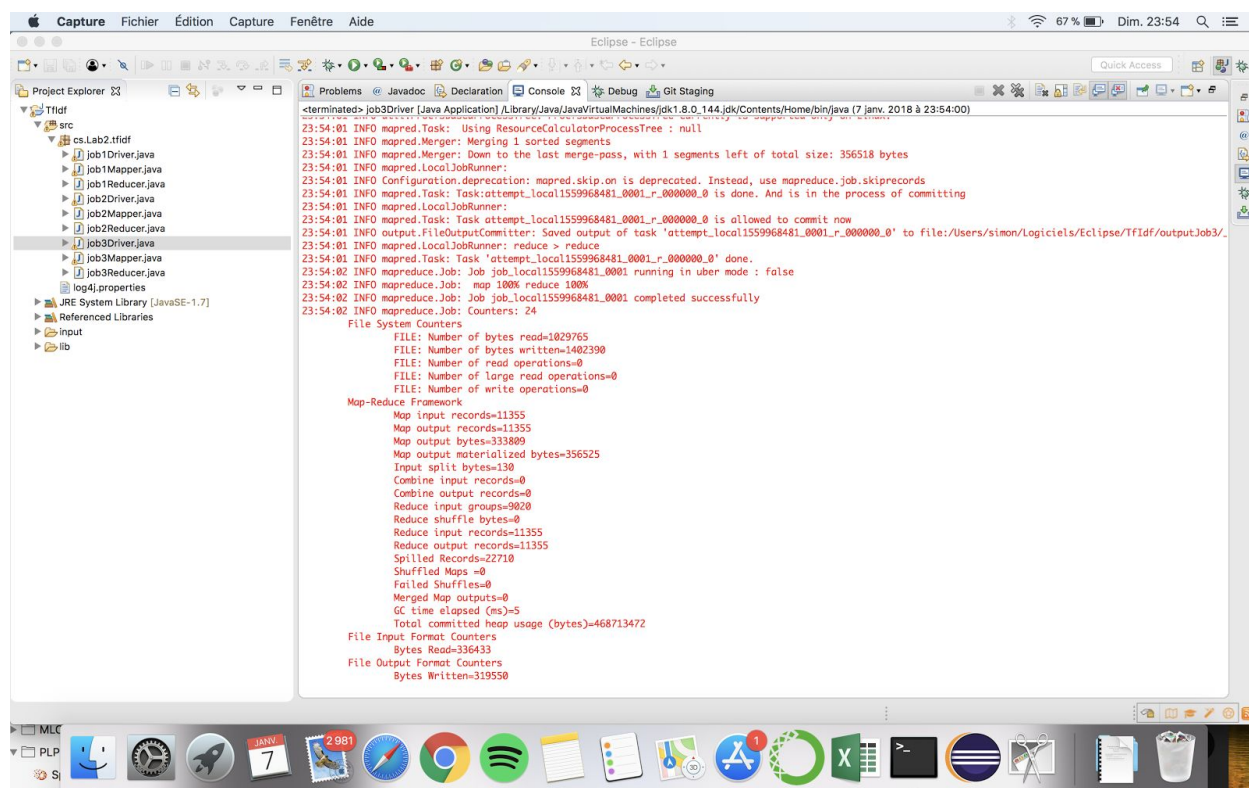 Capture Fichier Édition Capture Fenêtre Aide 67 % Dim. 23:54
Eclipse - Eclipse
Quick Access
Project Explorer
TfIdf
src
cs.Lab2.tfidf
job1Driver.java
job1Mapper.java
job1Reducer.java
job2Driver.java
job2Mapper.java
job2Reducer.java
job3Driver.java
job3Mapper.java
job3Reducer.java
log4j.properties
JRE System Library [JavaSE-1.7]
Referenced Libraries
input
lib
Problems @ Javadoc Declaration Console Debug Git Staging
<terminated> job3Driver [Java Application] /Library/Java/JavaVirtualMachines/jdk1.8.0_144.jdk/Contents/Home/bin/java (7 janv. 2018 à 23:54:00)
23:54:01 INFO mapred.Task: Using ResourceCalculatorProcessTree : null
23:54:01 INFO mapred.Merger: Merging 1 sorted segments
23:54:01 INFO mapred.Merger: Down to the last merge-pass, with 1 segments left of total size: 356518 bytes
23:54:01 INFO mapred.LocalJobRunner:
23:54:01 INFO Configuration.deprecation: mapred.skip.on is deprecated. Instead, use mapreduce.job.skiprecords
23:54:01 INFO mapred.Task: Task:attempt_local1559968481_0001_r_000000_0 is done. And is in the process of committing
23:54:01 INFO mapred.LocalJobRunner:
23:54:01 INFO mapred.Task: Task attempt_local1559968481_0001_r_000000_0 is allowed to commit now
23:54:01 INFO output.FileOutputCommitter: Saved output of task 'attempt_local1559968481_0001_r_000000_0' to file:/Users/simon/Logiciels/Eclipse/TfIdf/outputJob3/_
23:54:01 INFO mapred.LocalJobRunner: reduce > reduce
23:54:01 INFO mapred.Task: Task 'attempt_local1559968481_0001_r_000000_0' done.
23:54:02 INFO mapreduce.Job: Job job_local1559968481_0001 running in uber mode : false
23:54:02 INFO mapreduce.Job: map 100% reduce 100%
23:54:02 INFO mapreduce.Job: Job job_local1559968481_0001 completed successfully
23:54:02 INFO mapreduce.Job: Counters: 24
File System Counters
FILE: Number of bytes read=1029765
FILE: Number of bytes written=1402390
FILE: Number of read operations=0
FILE: Number of large read operations=0
FILE: Number of write operations=0
Map-Reduce Framework
Map input records=11355
Map output records=11355
Map output bytes=333809
Map output materialized bytes=356525
Input split bytes=130
Combine input records=0
Combine output records=0
Reduce input groups=9020
Reduce shuffle bytes=0
Reduce input records=11355
Reduce output records=11355
Spilled Records=22710
Shuffled Maps =0
Failed Shuffles=0
Merged Map outputs=0
GC time elapsed (ms)=5
Total committed heap usage (bytes)=468713472
File Input Format Counters
Bytes Read=336433
File Output Format Counters
Bytes Written=319550
MLC
PLP
JANV.
7
2 981
3D
1